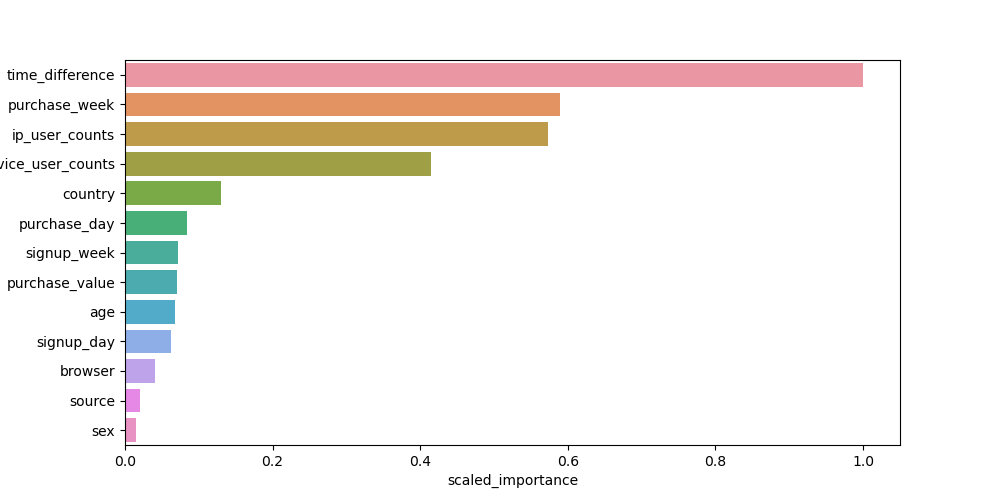 time_difference
purchase_week
ip_user_counts
vice_user_counts
country
purchase_day
signup_week
purchase_value
age
signup_day
browser
source
sex
0.0 0.2 0.4 0.6 0.8 1.0
scaled_importance